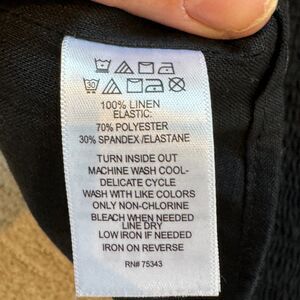 30
100% LINEN
ELASTIC:
70% POLYESTER
30% SPANDEX/ELASTANE
TURN INSIDE OUT
MACHINE WASH COOL-
DELICATE CYCLE
WASH WITH LIKE COLORS
ONLY NON-CHLORINE
BLEACH WHEN NEEDED
LINE DRY
LOW IRON IF NEEDED
IRON ON REVERSE
RN# 75343